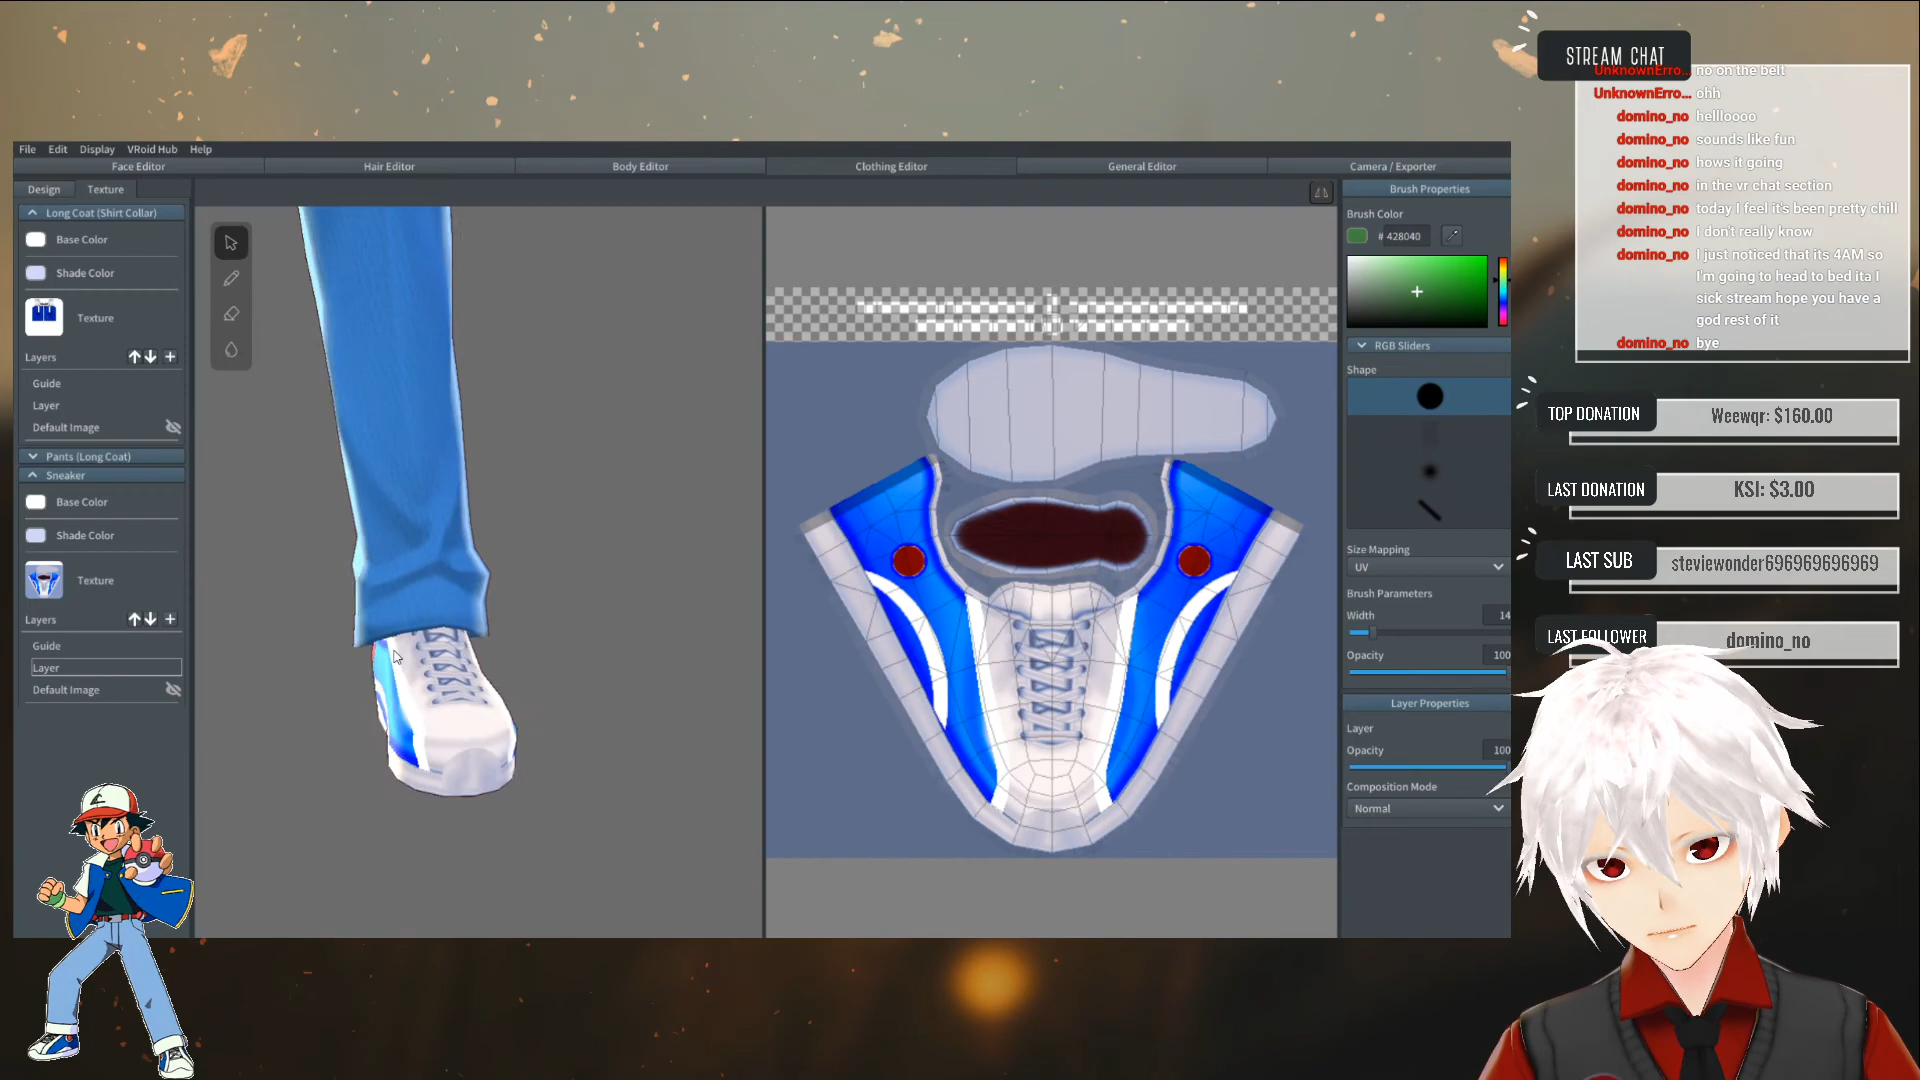 File Edit Display VRoid Hub Help
Face Editor Hair Editor Body Editor Clothing Editor General Editor Camera / Exporter
Design Texture
Long Coat (Shirt Collar)
Base Color
Shade Color
Texture
Layers
Guide
Layer
Default Image
Pants (Long Coat)
Sneaker
Base Color
Shade Color
Texture
Layers
Guide
Layer
Default Image
Brush Properties
Brush Color
# 428040
RGB Sliders
Shape
Size Mapping
UV
Brush Parameters
Width 14
Opacity 100
Layer Properties
Layer
Opacity 100
Composition Mode
Normal
STREAM CHAT
UnknownErro... no on the belt
UnknownErro... ohh
domino_no hellloooo
domino_no sounds like fun
domino_no hows it going
domino_no in the vr chat section
domino_no today I feel it's been pretty chill
domino_no I don't really know
domino_no I just noticed that its 4AM so
I'm going to head to bed ita I
sick stream hope you have a
god rest of it
domino_no bye
TOP DONATION Weewqr: $160.00
LAST DONATION KSI: $3.00
LAST SUB steviewonder696969696969
LAST FOLLOWER domino_no